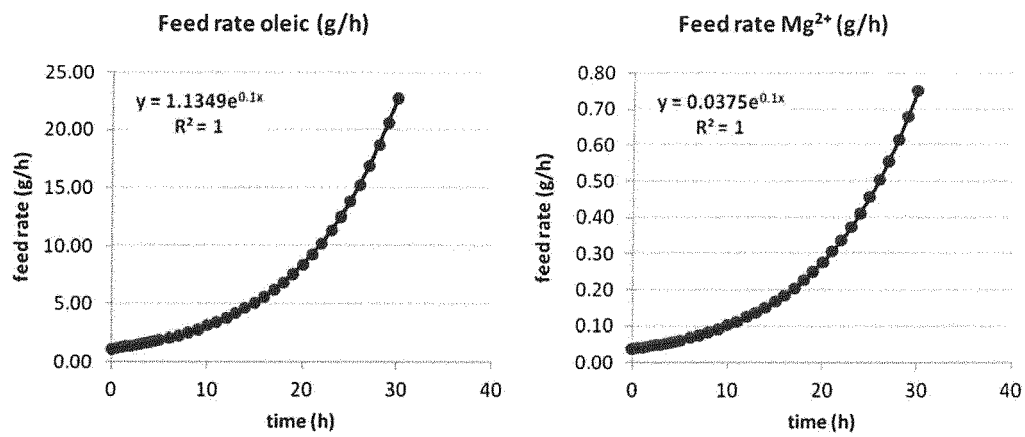 Feed rate oleic (g/h)
25.00
20.00
15.00
10.00
5.00
0.00
feed rate (g/h)
y = 1.1349e^0.1x
R² = 1
0 10 20 30 40
time (h)
Feed rate Mg²⁺ (g/h)
0.80
0.70
0.60
0.50
0.40
0.30
0.20
0.10
0.00
feed rate (g/h)
y = 0.0375e^0.1x
R² = 1
0 10 20 30 40
time (h)